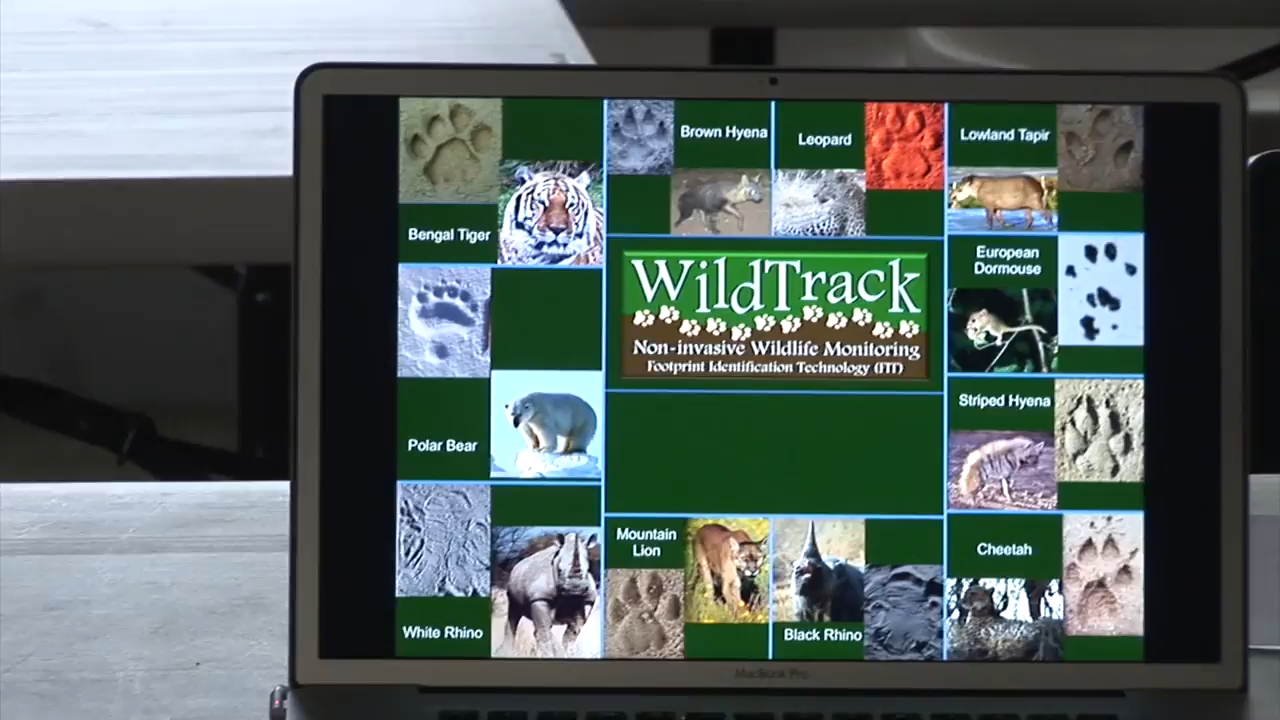 Brown Hyena
Leopard
Lowland Tapir
Bengal Tiger
European
Dormouse
WildTrack
Non-invasive Wildlife Monitoring
Footprint Identification Technology (FIT)
Striped Hyena
Polar Bear
Mountain
Lion
Cheetah
White Rhino
Black Rhino
MacBook Pro